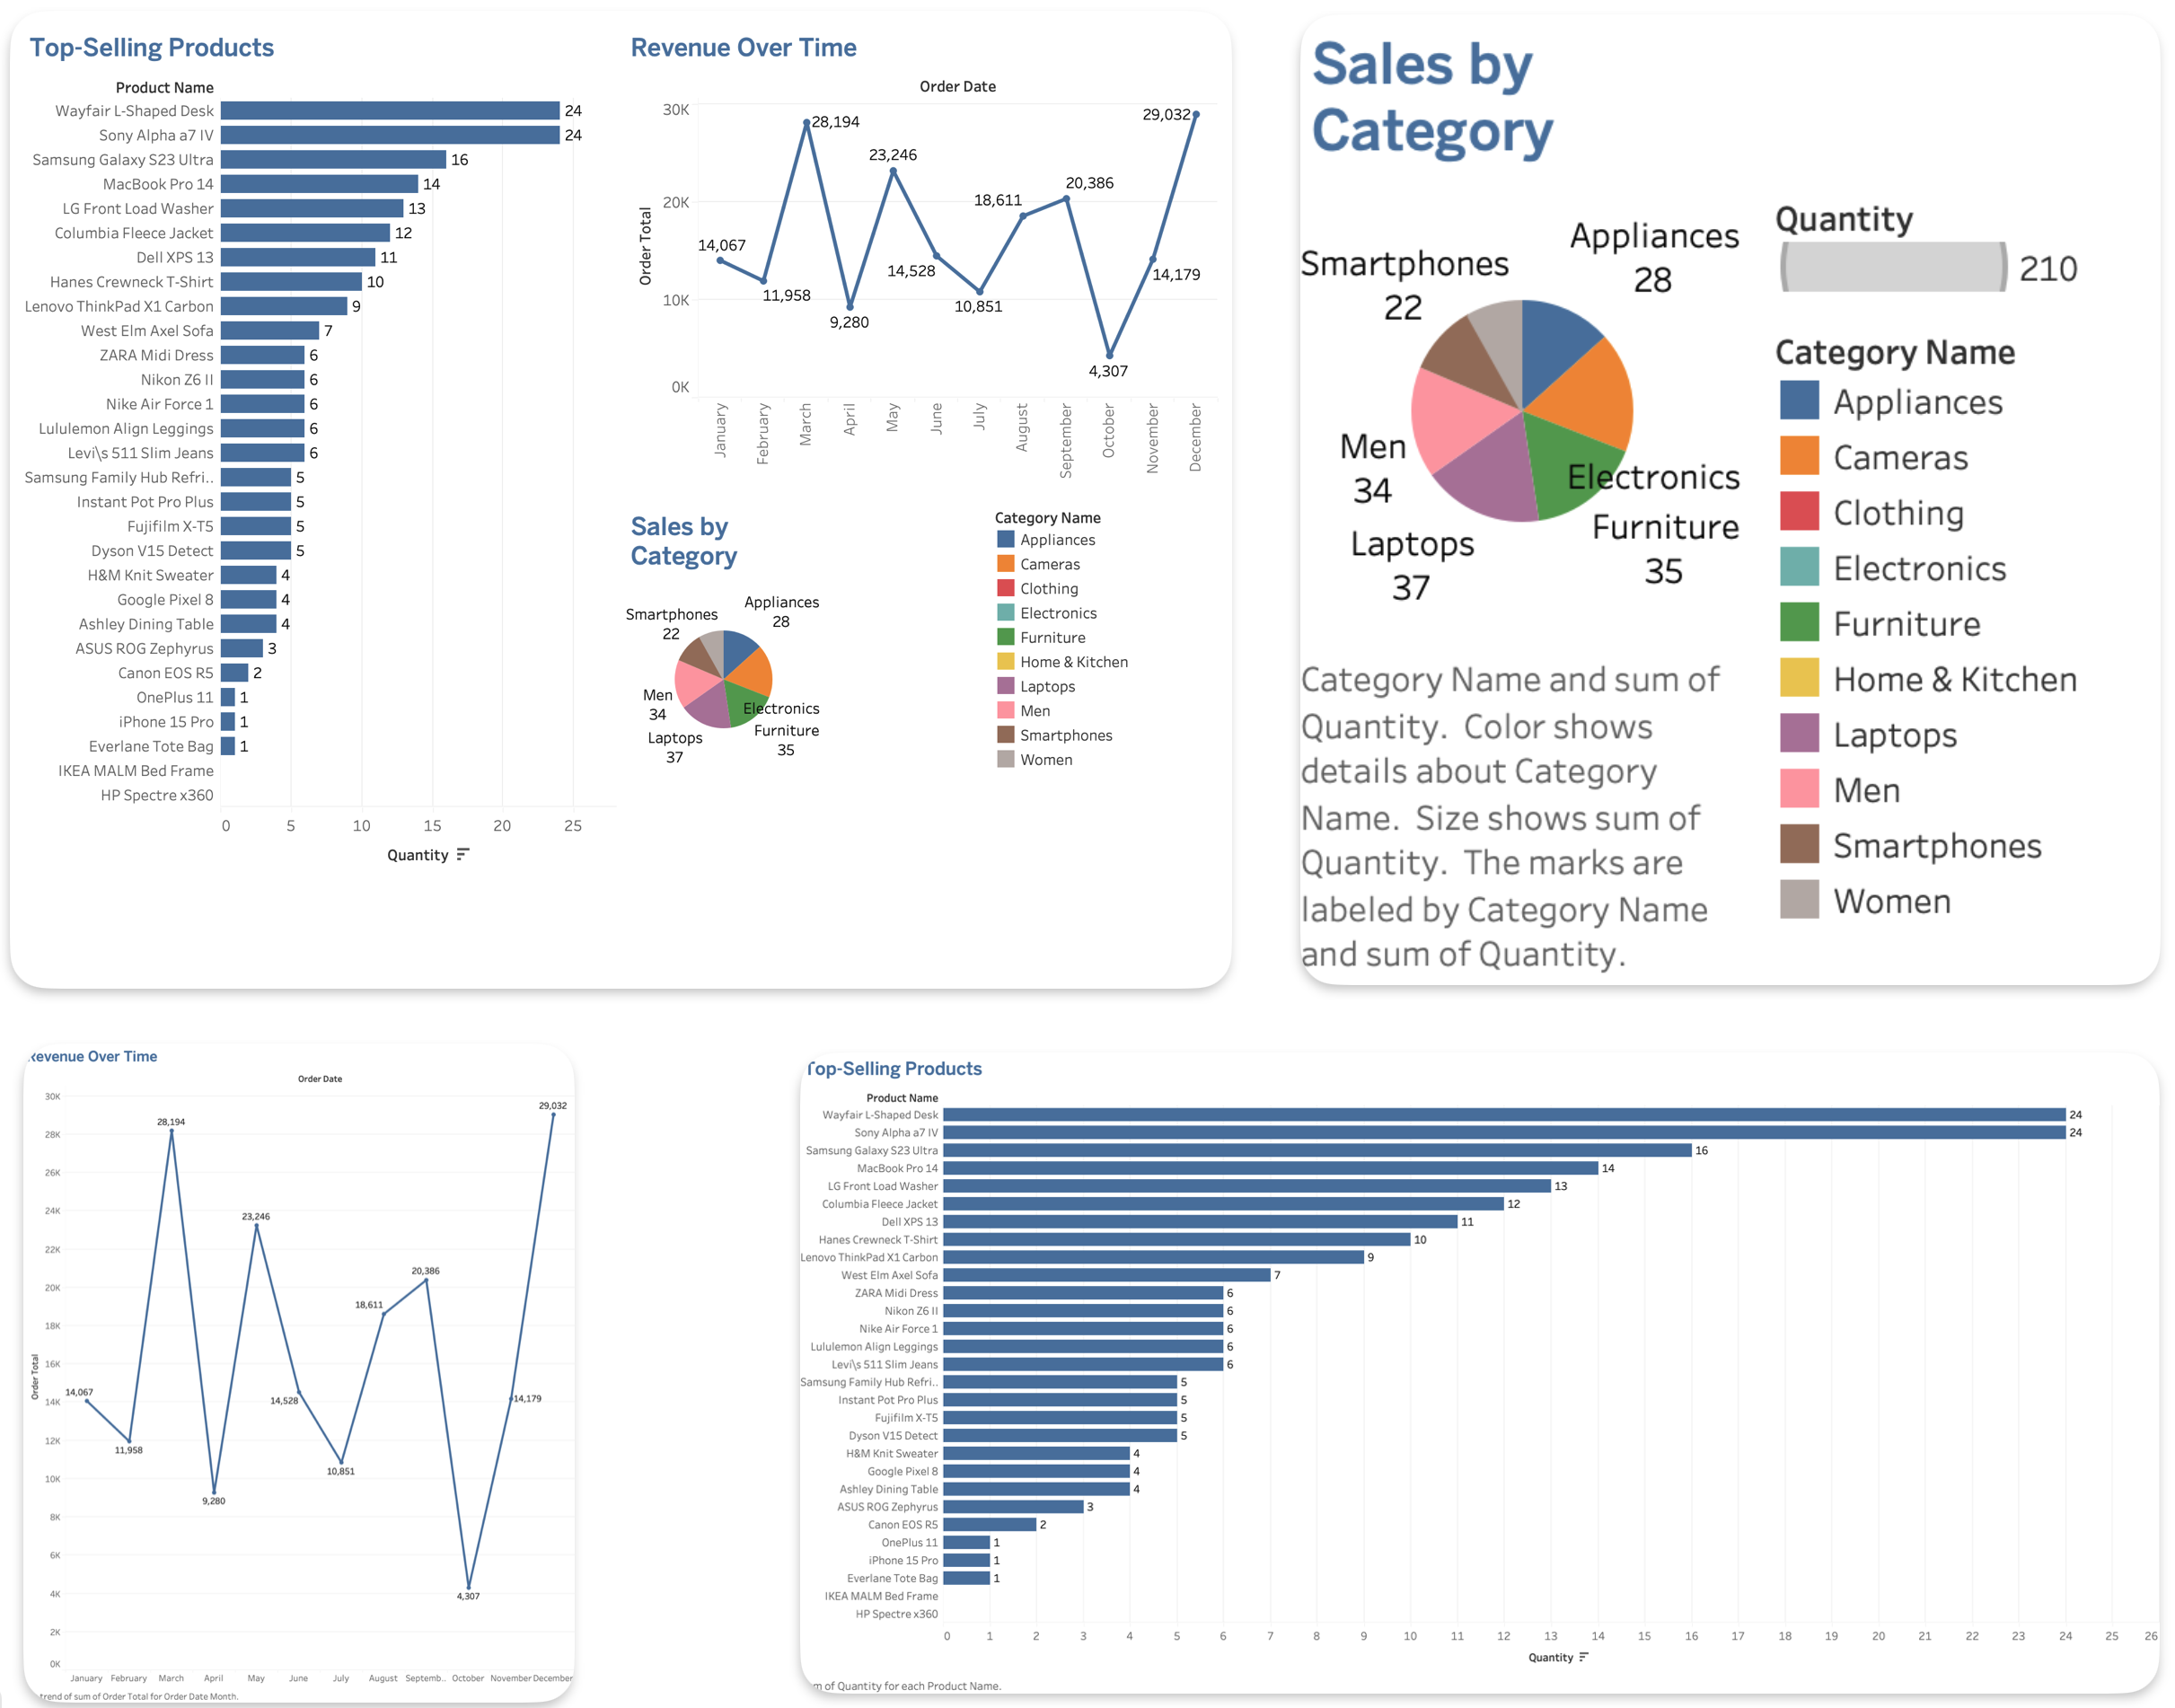 Top-Selling Products
Product Name
Wayfair L-Shaped Desk 24
Sony Alpha a7 IV 24
Samsung Galaxy S23 Ultra 16
MacBook Pro 14 14
LG Front Load Washer 13
Columbia Fleece Jacket 12
Dell XPS 13 11
Hanes Crewneck T-Shirt 10
Lenovo ThinkPad X1 Carbon 9
West Elm Axel Sofa 7
ZARA Midi Dress 6
Nikon Z6 II 6
Nike Air Force 1 6
Lululemon Align Leggings 6
Levi\s 511 Slim Jeans 6
Samsung Family Hub Refri.. 5
Instant Pot Pro Plus 5
Fujifilm X-T5 5
Dyson V15 Detect 5
H&M Knit Sweater 4
Google Pixel 8 4
Ashley Dining Table 4
ASUS ROG Zephyrus 3
Canon EOS R5 2
OnePlus 11 1
iPhone 15 Pro 1
Everlane Tote Bag 1
IKEA MALM Bed Frame
HP Spectre x360
0 5 10 15 20 25
Quantity
Revenue Over Time
Order Date
Order Total
30K
20K
10K
0K
14,067
11,958
28,194
9,280
23,246
14,528
10,851
18,611
20,386
4,307
14,179
29,032
January
February
March
April
May
June
July
August
September
October
November
December
Sales by
Category
Appliances
28
Smartphones
22
Men
34
Laptops
37
Electronics
Furniture
35
Category Name
Appliances
Cameras
Clothing
Electronics
Furniture
Home & Kitchen
Laptops
Men
Smartphones
Women
Sales by
Category
Appliances
28
Smartphones
22
Men
34
Laptops
37
Electronics
Furniture
35
Quantity
210
Category Name
Appliances
Cameras
Clothing
Electronics
Furniture
Home & Kitchen
Laptops
Men
Smartphones
Women
Category Name and sum of
Quantity. Color shows
details about Category
Name. Size shows sum of
Quantity. The marks are
labeled by Category Name
and sum of Quantity.
Revenue Over Time
Order Date
Order Total
30K
28K
26K
24K
22K
20K
18K
16K
14K
12K
10K
8K
6K
4K
2K
0K
14,067
11,958
28,194
9,280
23,246
14,528
10,851
18,611
20,386
4,307
14,179
29,032
January February March April May June July August Septemb.. October November December
trend of sum of Order Total for Order Date Month.
Top-Selling Products
Product Name
Wayfair L-Shaped Desk 24
Sony Alpha a7 IV 24
Samsung Galaxy S23 Ultra 16
MacBook Pro 14 14
LG Front Load Washer 13
Columbia Fleece Jacket 12
Dell XPS 13 11
Hanes Crewneck T-Shirt 10
Lenovo ThinkPad X1 Carbon 9
West Elm Axel Sofa 7
ZARA Midi Dress 6
Nikon Z6 II 6
Nike Air Force 1 6
Lululemon Align Leggings 6
Levi\s 511 Slim Jeans 6
Samsung Family Hub Refri.. 5
Instant Pot Pro Plus 5
Fujifilm X-T5 5
Dyson V15 Detect 5
H&M Knit Sweater 4
Google Pixel 8 4
Ashley Dining Table 4
ASUS ROG Zephyrus 3
Canon EOS R5 2
OnePlus 11 1
iPhone 15 Pro 1
Everlane Tote Bag 1
IKEA MALM Bed Frame
HP Spectre x360
0 1 2 3 4 5 6 7 8 9 10 11 12 13 14 15 16 17 18 19 20 21 22 23 24 25 26
Quantity
m of Quantity for each Product Name.